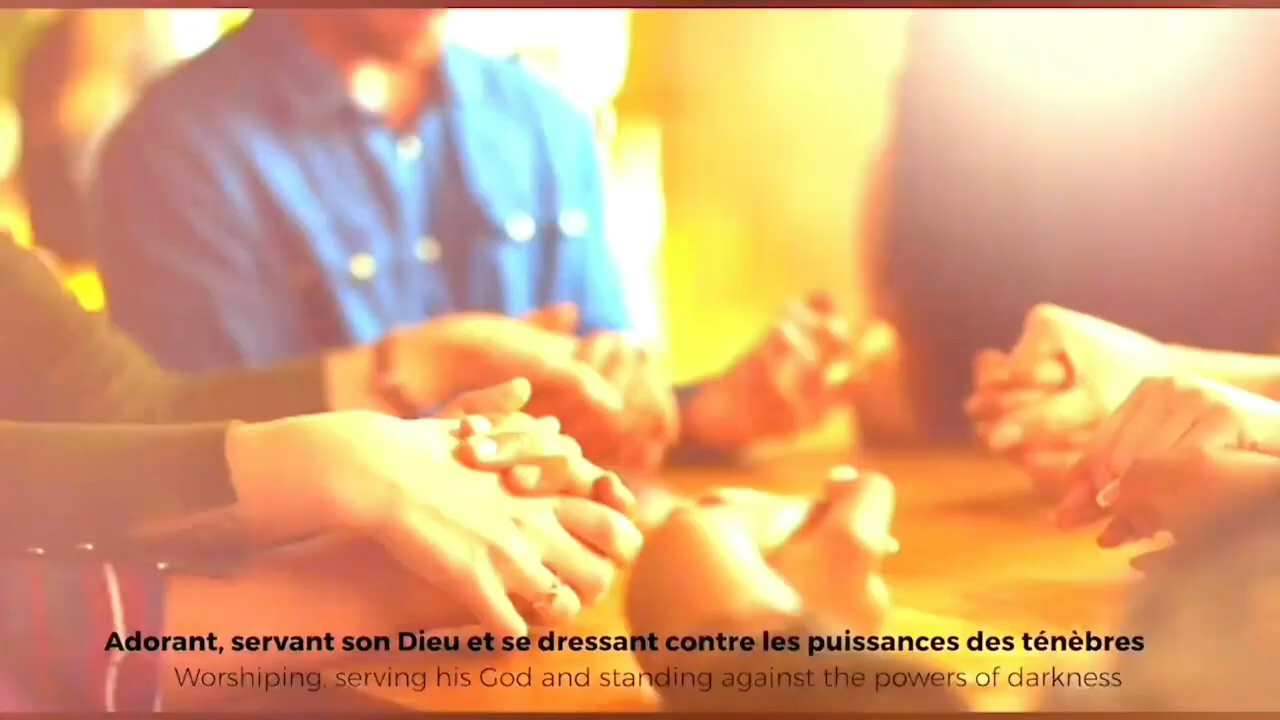 Adorant, servant son Dieu et se dressant contre les puissances des ténèbres
Worshiping, serving his God and standing against the powers of darkness